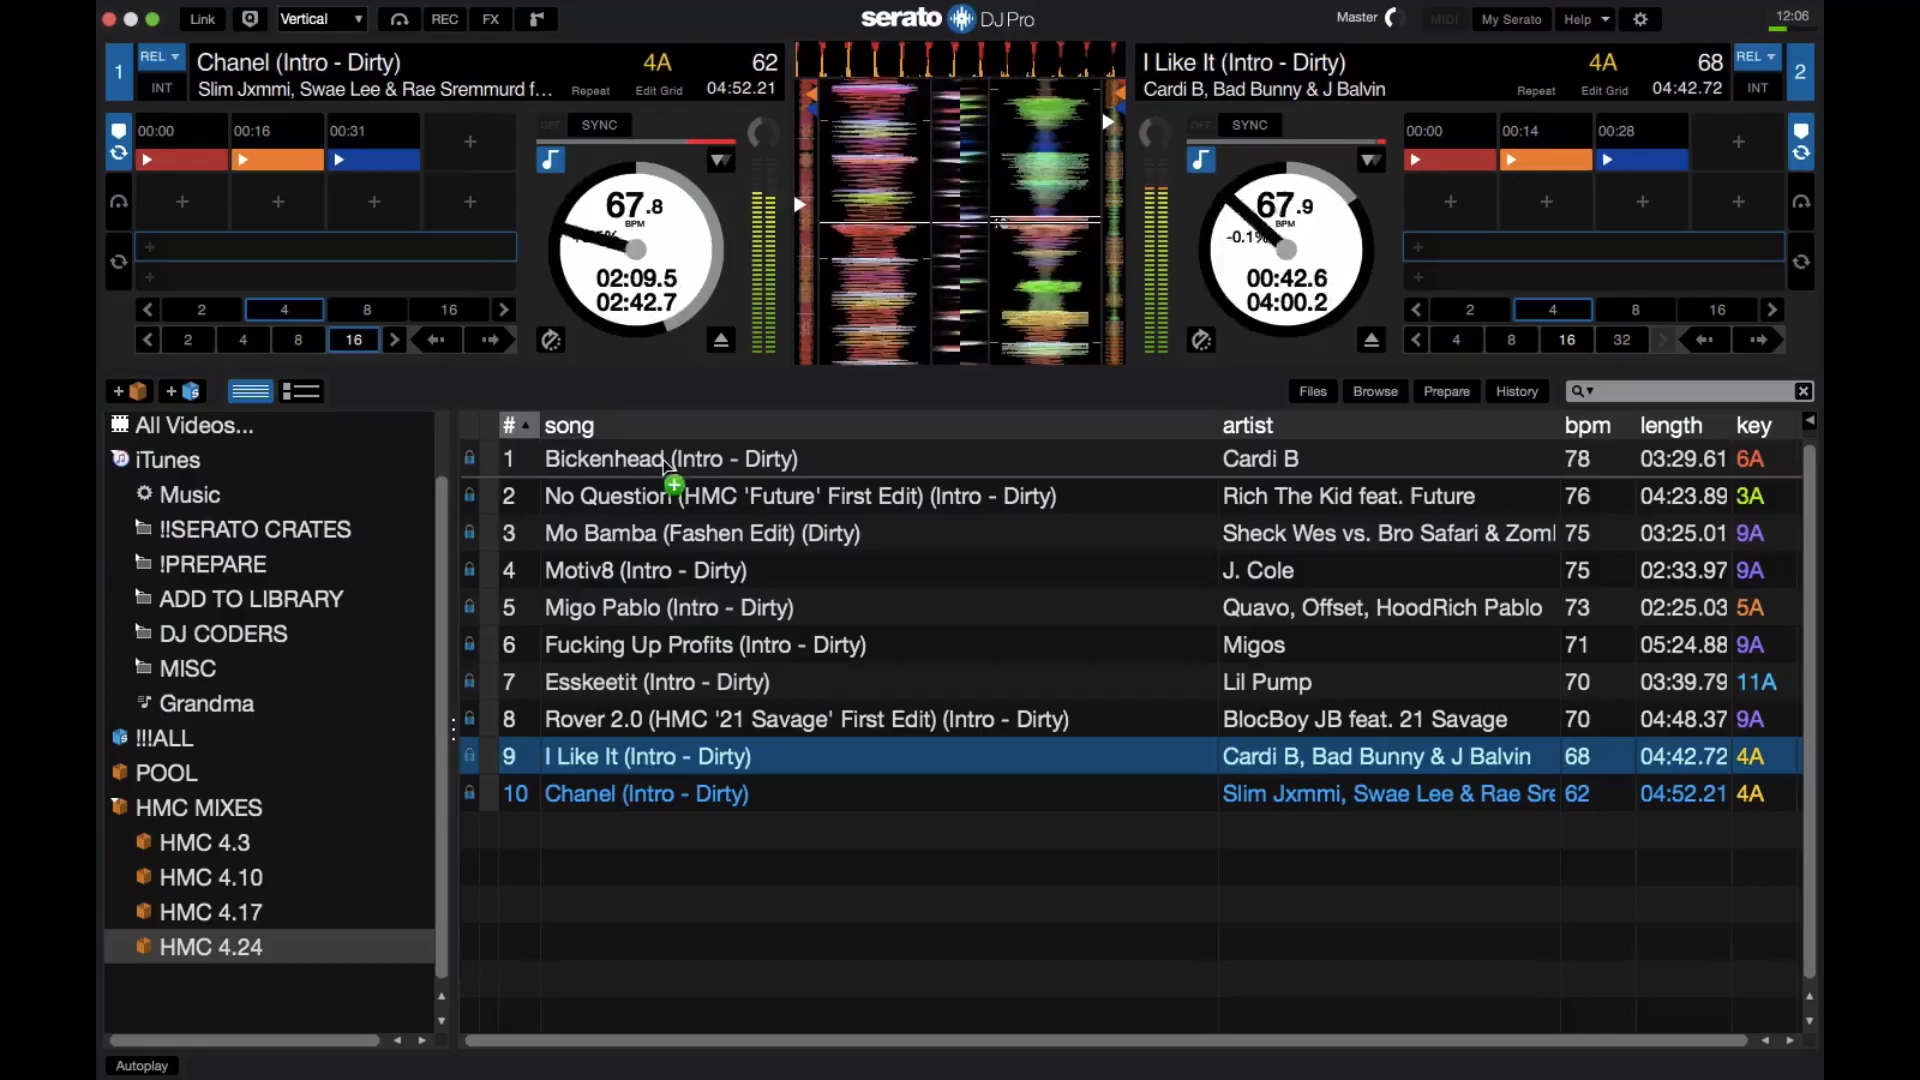 Link Vertical REC FX serato DJ Pro Master MIDI My Serato Help 12:06
1 REL Chanel (Intro - Dirty) 4A 62
INT Slim Jxmmi, Swae Lee & Rae Sremmurd f... Repeat Edit Grid 04:52.21
I Like It (Intro - Dirty) 4A 68 REL 2
Cardi B, Bad Bunny & J Balvin Repeat Edit Grid 04:42.72 INT
00:00 00:16 00:31
OFF SYNC
67.8
BPM
02:09.5
02:42.7
2 4 8 16
2 4 8 16
OFF SYNC
67.9
BPM
-0.1%
00:42.6
04:00.2
00:00 00:14 00:28
2 4 8 16
4 8 16 32
Files Browse Prepare History
All Videos...
iTunes
Music
!!SERATO CRATES
!PREPARE
ADD TO LIBRARY
DJ CODERS
MISC
Grandma
!!!ALL
POOL
HMC MIXES
HMC 4.3
HMC 4.10
HMC 4.17
HMC 4.24
# song artist bpm length key
1 Bickenhead (Intro - Dirty) Cardi B 78 03:29.61 6A
2 No Question (HMC 'Future' First Edit) (Intro - Dirty) Rich The Kid feat. Future 76 04:23.89 3A
3 Mo Bamba (Fashen Edit) (Dirty) Sheck Wes vs. Bro Safari & Zoml 75 03:25.01 9A
4 Motiv8 (Intro - Dirty) J. Cole 75 02:33.97 9A
5 Migo Pablo (Intro - Dirty) Quavo, Offset, HoodRich Pablo 73 02:25.03 5A
6 Fucking Up Profits (Intro - Dirty) Migos 71 05:24.88 9A
7 Esskeetit (Intro - Dirty) Lil Pump 70 03:39.79 11A
8 Rover 2.0 (HMC '21 Savage' First Edit) (Intro - Dirty) BlocBoy JB feat. 21 Savage 70 04:48.37 9A
9 I Like It (Intro - Dirty) Cardi B, Bad Bunny & J Balvin 68 04:42.72 4A
10 Chanel (Intro - Dirty) Slim Jxmmi, Swae Lee & Rae Sre 62 04:52.21 4A
Autoplay